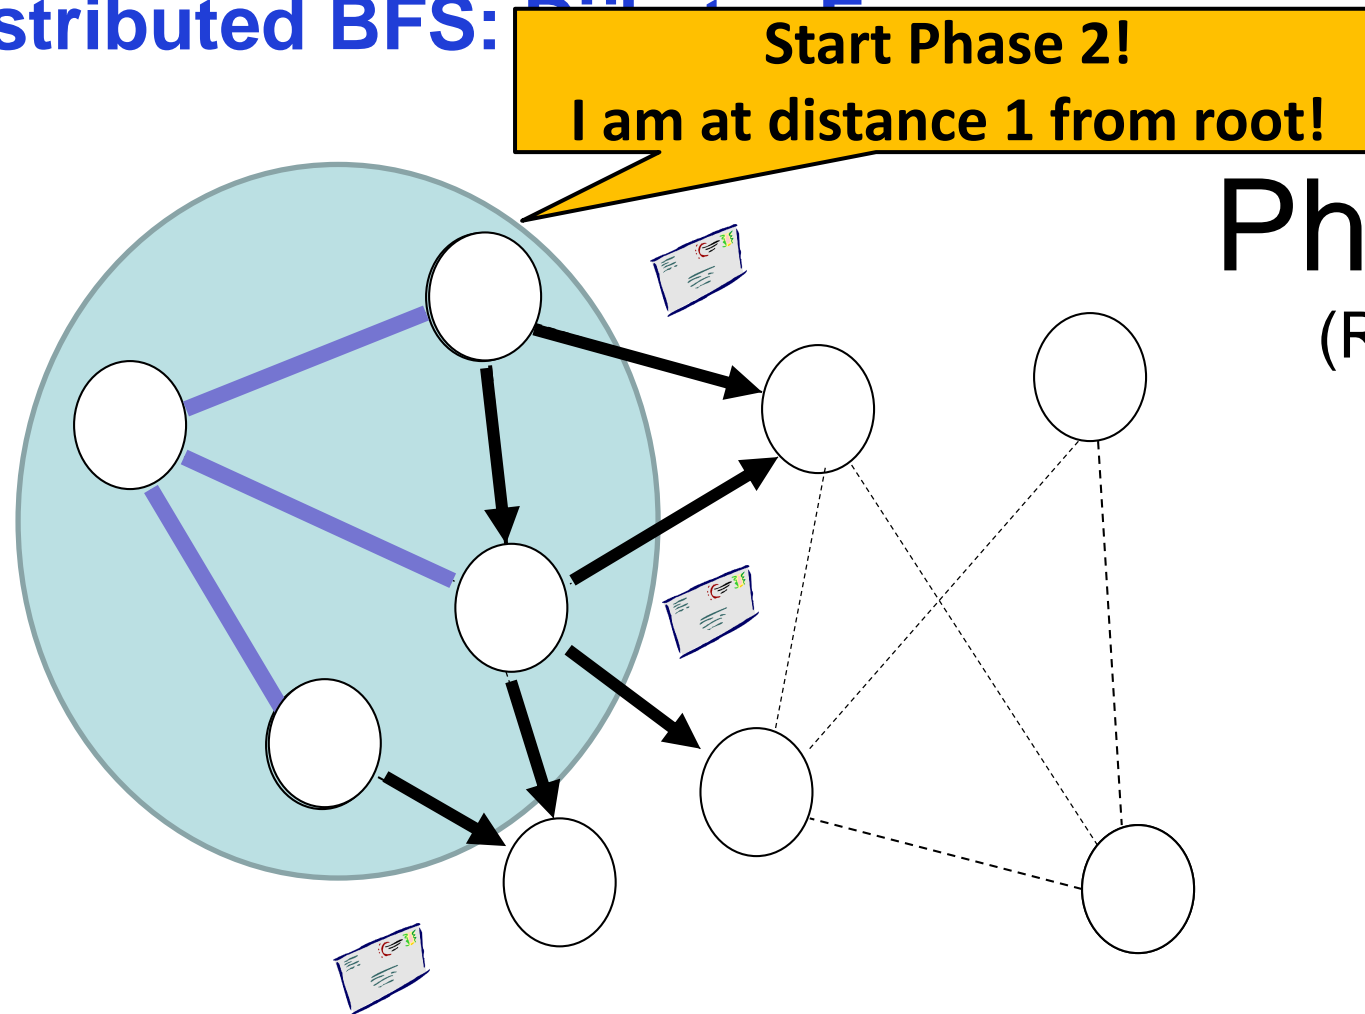 stributed BFS:
Start Phase 2!
I am at distance 1 from root!
Ph
(R